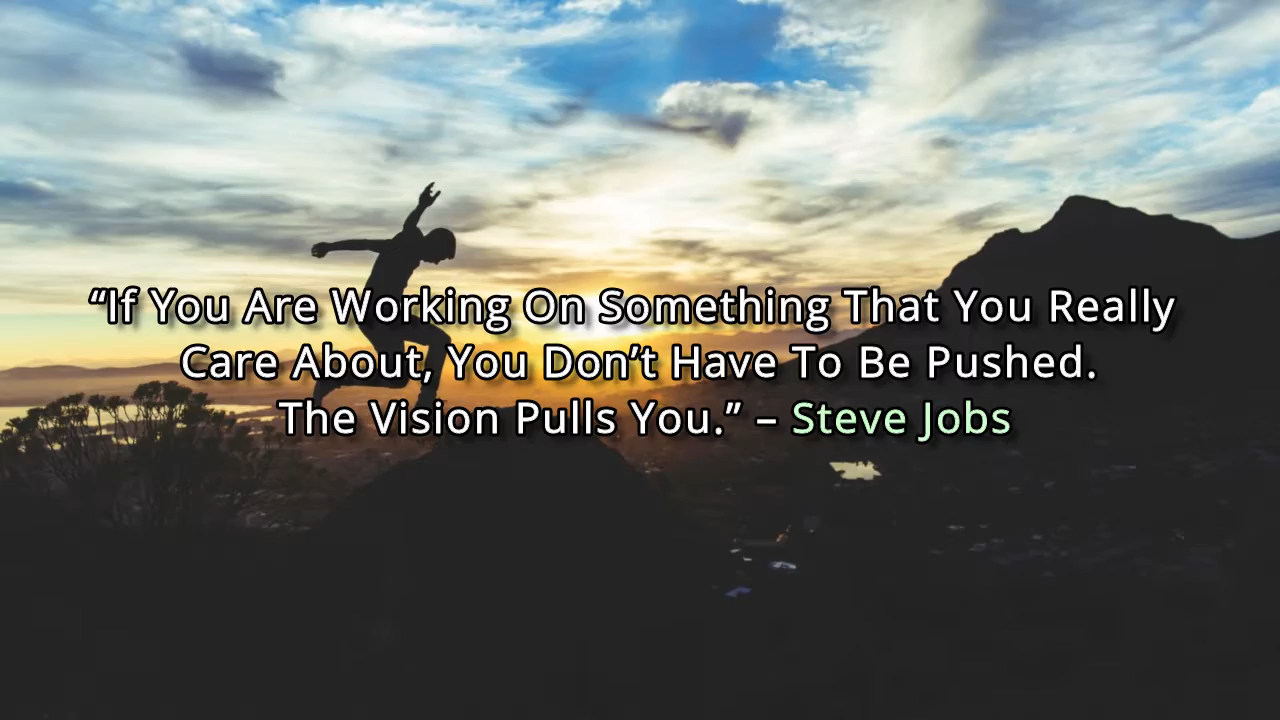 “If You Are Working On Something That You Really
Care About, You Don’t Have To Be Pushed.
The Vision Pulls You.” – Steve Jobs